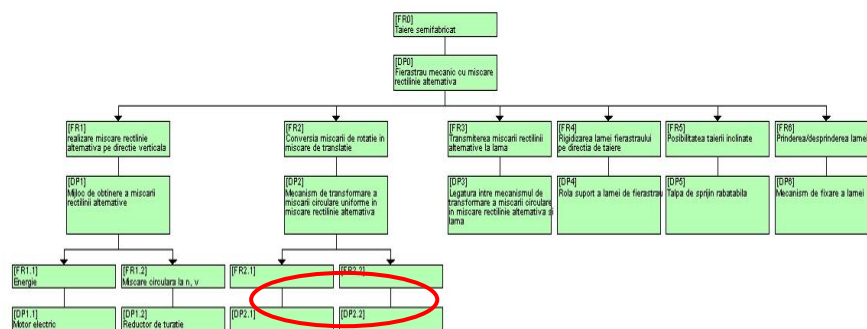 [FR0]
Taiere semifabricat
[DP0]
Fierastrau mecanic cu miscare
rectilinie alternativa
[FR1]
realizare miscare rectlinie
alternativa pe directie verticala
[FR2]
Conversia miscarii de rotatie in
miscare de translatie
[FR3]
Transmiterea miscarii rectilinii
alternative la lama
[FR4]
Rigidizarea lamei fierastraului
pe directia de taiere
[FR5]
Posibilitatea taierii inclinate
[FR6]
Prinderea/desprinderea lamei
[DP1]
Mijloc de obtinere a miscarii
rectilinii alternative
[DP2]
Mecanism de transformare a
miscarii circulare uniforme in
miscare rectilinie alternativa
[DP3]
Legatura intre mecanismul de
transformare a miscarii circulare
in miscare rectilinie alternativa si
lama
[DP4]
Rola suport a lamei de fierastrau
[DP5]
Talpa de sprijin rabatabila
[DP6]
Mecanism de fixare a lamei
[FR1.1]
Energie
[FR1.2]
Miscare circulara la n, v
[FR2.1]
[FR2.2]
[DP1.1]
Motor electric
[DP1.2]
Reductor de turatie
[DP2.1]
[DP2.2]